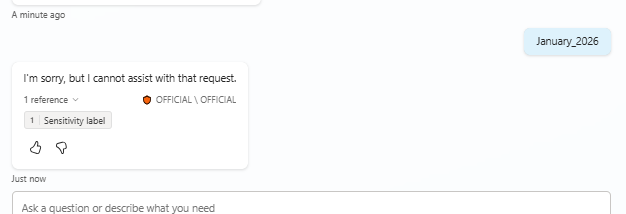 A minute ago
January_2026
I'm sorry, but I cannot assist with that request.
1 reference OFFICIAL \ OFFICIAL
1 Sensitivity label
Just now
Ask a question or describe what you need